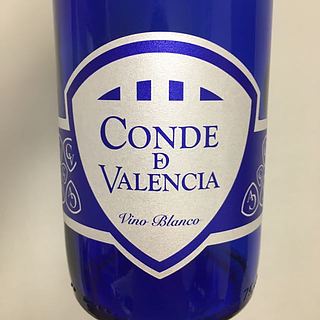 CONDE
DE
VALENCIA
Vino Blanco